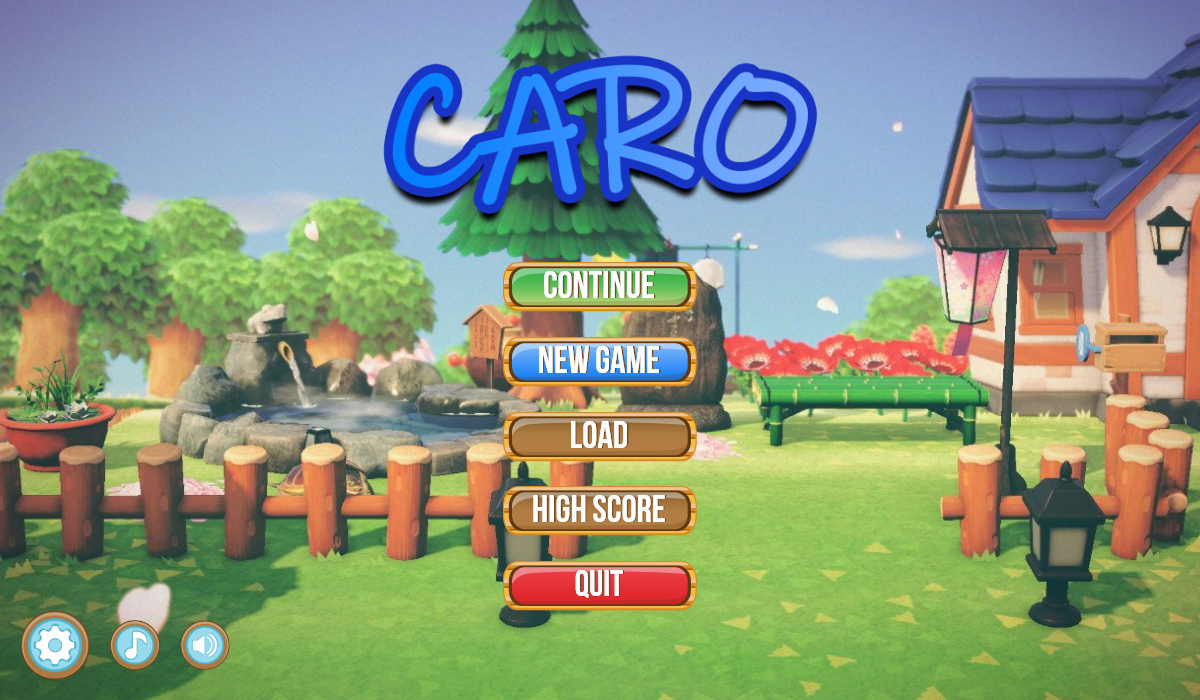 CARO
CONTINUE
NEW GAME
LOAD
HIGH SCORE
QUIT